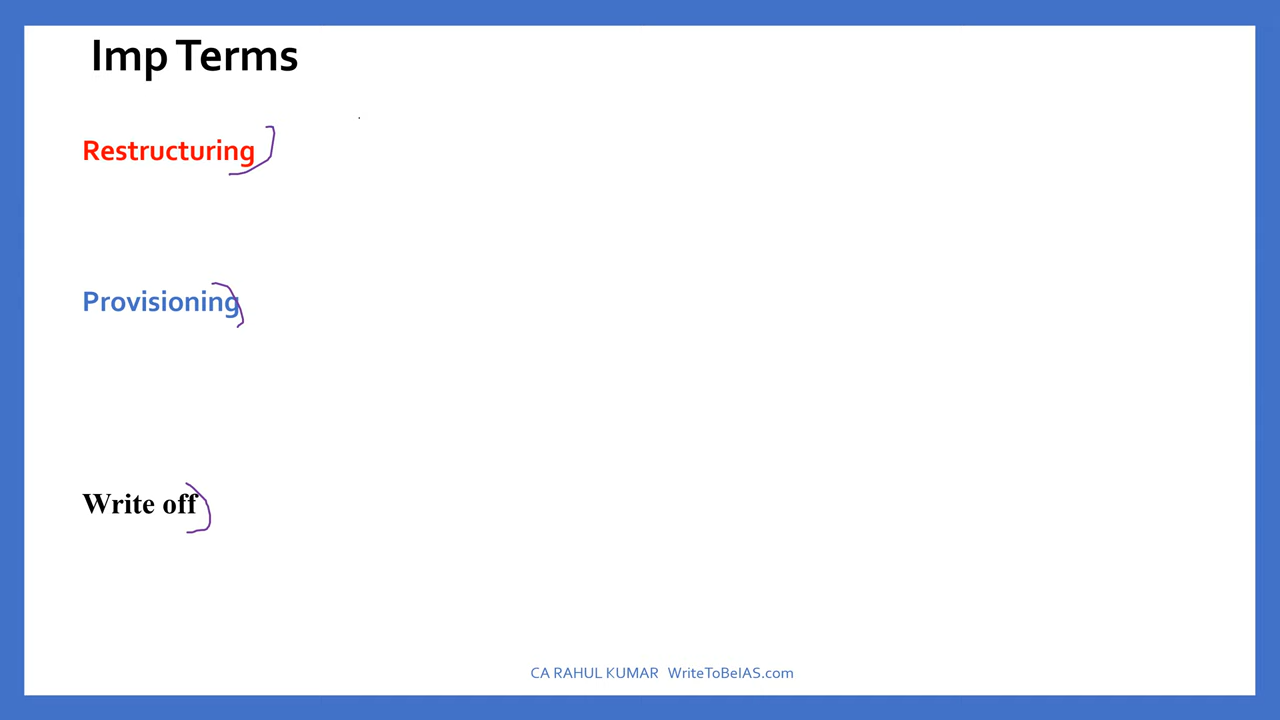 Imp Terms
Restructuring
Provisioning
Write off
CA RAHUL KUMAR WriteToBeIAS.com